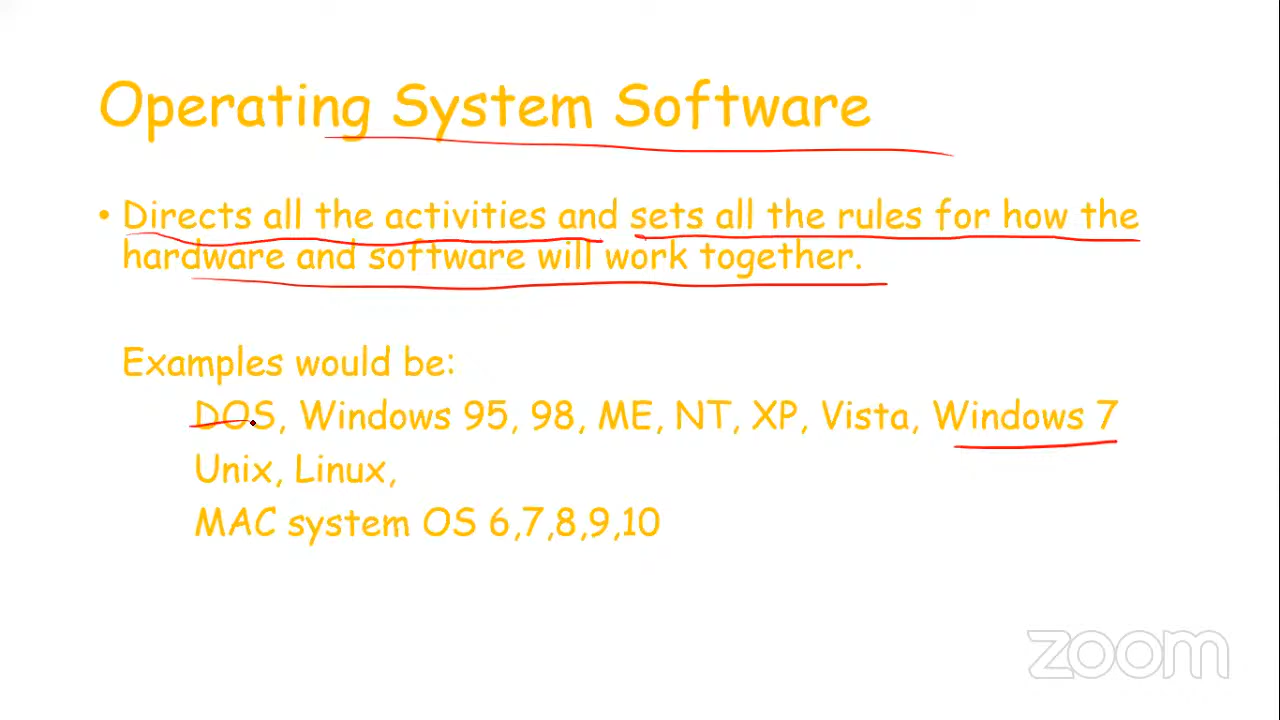 Operating System Software
• Directs all the activities and sets all the rules for how the
hardware and software will work together.
Examples would be:
DOS, Windows 95, 98, ME, NT, XP, Vista, Windows 7
Unix, Linux,
MAC system OS 6,7,8,9,10
zoom